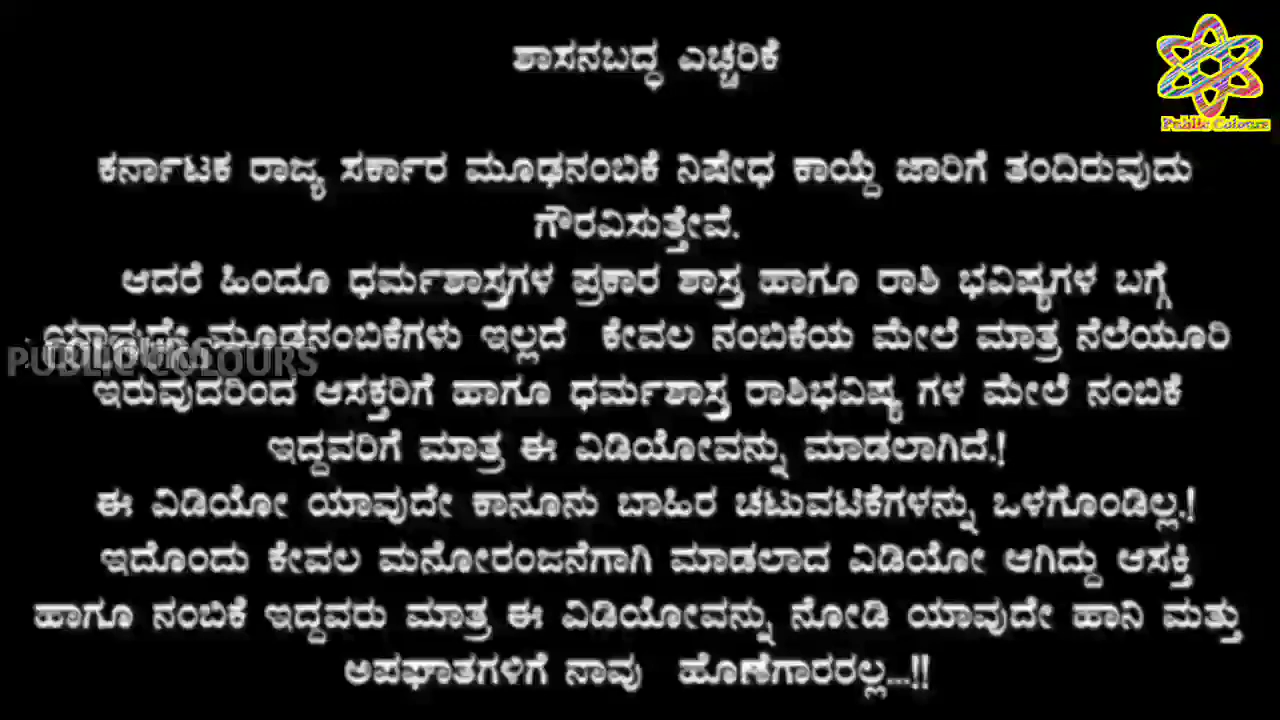 ಶಾಸನಬದ್ಧ ಎಚ್ಚರಿಕೆ
Public Colours
ಕರ್ನಾಟಕ ರಾಜ್ಯ ಸರ್ಕಾರ ಮೂಢನಂಬಿಕೆ ನಿಷೇಧ ಕಾಯ್ದೆ ಜಾರಿಗೆ ತಂದಿರುವುದು
ಗೌರವಿಸುತ್ತೇವೆ.
ಆದರೆ ಹಿಂದೂ ಧರ್ಮಶಾಸ್ತ್ರಗಳ ಪ್ರಕಾರ ಶಾಸ್ತ್ರ ಹಾಗೂ ರಾಶಿ ಭವಿಷ್ಯಗಳ ಬಗ್ಗೆ
ಯಾವುದೇ ಮೂಡನಂಬಿಕೆಗಳು ಇಲ್ಲದೆ ಕೇವಲ ನಂಬಿಕೆಯ ಮೇಲೆ ಮಾತ್ರ ನೆಲೆಯೂರಿ
PUBLIC COLOURS
ಇರುವುದರಿಂದ ಆಸಕ್ತರಿಗೆ ಹಾಗೂ ಧರ್ಮಶಾಸ್ತ್ರ ರಾಶಿಭವಿಷ್ಯ ಗಳ ಮೇಲೆ ನಂಬಿಕೆ
ಇದ್ದವರಿಗೆ ಮಾತ್ರ ಈ ವಿಡಿಯೋವನ್ನು ಮಾಡಲಾಗಿದೆ.!
ಈ ವಿಡಿಯೋ ಯಾವುದೇ ಕಾನೂನು ಬಾಹಿರ ಚಟುವಟಿಕೆಗಳನ್ನು ಒಳಗೊಂಡಿಲ್ಲ.!
ಇದೊಂದು ಕೇವಲ ಮನೋರಂಜನೆಗಾಗಿ ಮಾಡಲಾದ ವಿಡಿಯೋ ಆಗಿದ್ದು ಆಸಕ್ತಿ
ಹಾಗೂ ನಂಬಿಕೆ ಇದ್ದವರು ಮಾತ್ರ ಈ ವಿಡಿಯೋವನ್ನು ನೋಡಿ ಯಾವುದೇ ಹಾನಿ ಮತ್ತು
ಅಪಘಾತಗಳಿಗೆ ನಾವು ಹೊಣೆಗಾರರಲ್ಲ...!!